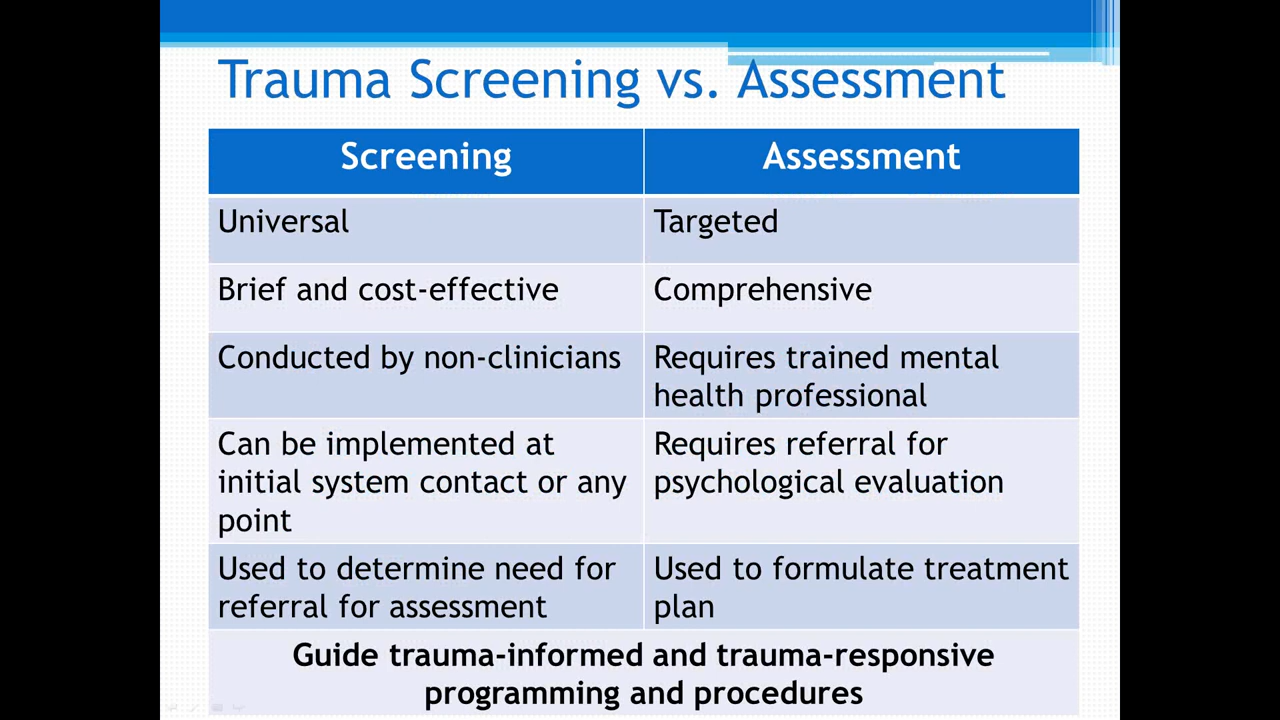 Trauma Screening vs. Assessment
Screening
Assessment
Universal
Targeted
Brief and cost-effective
Comprehensive
Conducted by non-clinicians
Requires trained mental
health professional
Can be implemented at
initial system contact or any
point
Requires referral for
psychological evaluation
Used to determine need for
referral for assessment
Used to formulate treatment
plan
Guide trauma-informed and trauma-responsive
programming and procedures